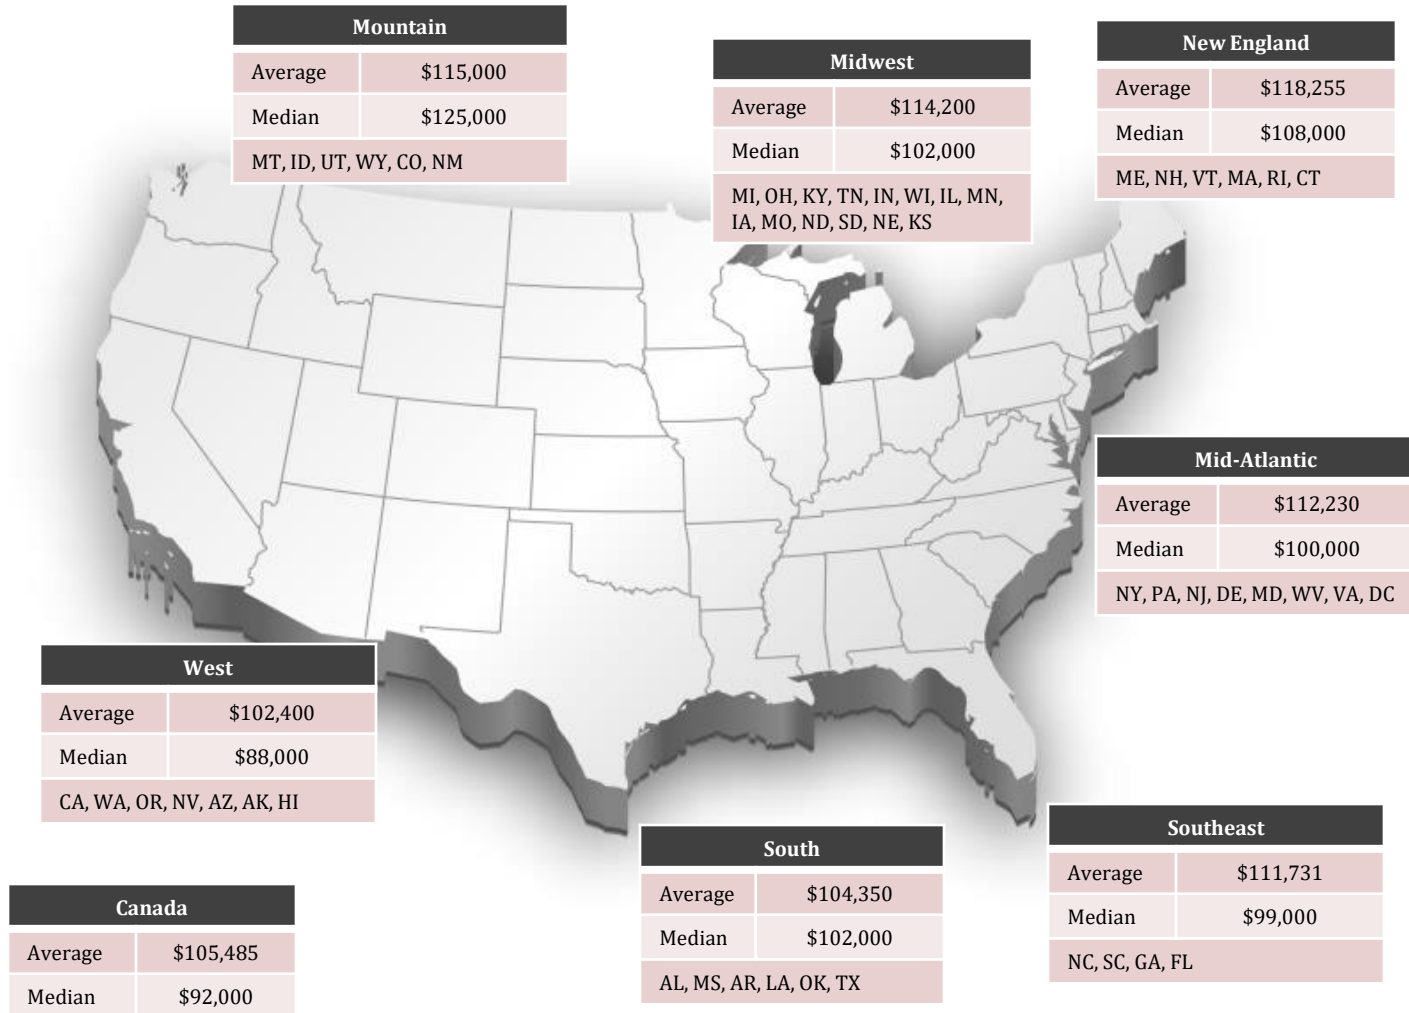 Mountain
Average $115,000
Median $125,000
MT, ID, UT, WY, CO, NM
Midwest
Average $114,200
Median $102,000
MI, OH, KY, TN, IN, WI, IL, MN,
IA, MO, ND, SD, NE, KS
New England
Average $118,255
Median $108,000
ME, NH, VT, MA, RI, CT
Mid-Atlantic
Average $112,230
Median $100,000
NY, PA, NJ, DE, MD, WV, VA, DC
West
Average $102,400
Median $88,000
CA, WA, OR, NV, AZ, AK, HI
South
Average $104,350
Median $102,000
AL, MS, AR, LA, OK, TX
Southeast
Average $111,731
Median $99,000
NC, SC, GA, FL
Canada
Average $105,485
Median $92,000